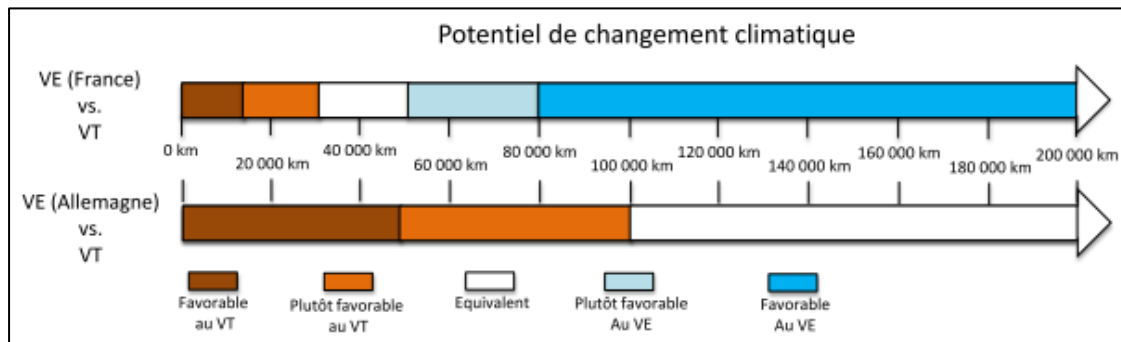 Potentiel de changement climatique
VE (France)
vs.
VT
0 km
20 000 km
40 000 km
60 000 km
80 000 km
100 000 km
120 000 km
140 000 km
160 000 km
180 000 km
200 000 km
VE (Allemagne)
vs.
VT
Favorable
au VT
Plutôt favorable
au VT
Equivalent
Plutôt favorable
Au VE
Favorable
Au VE